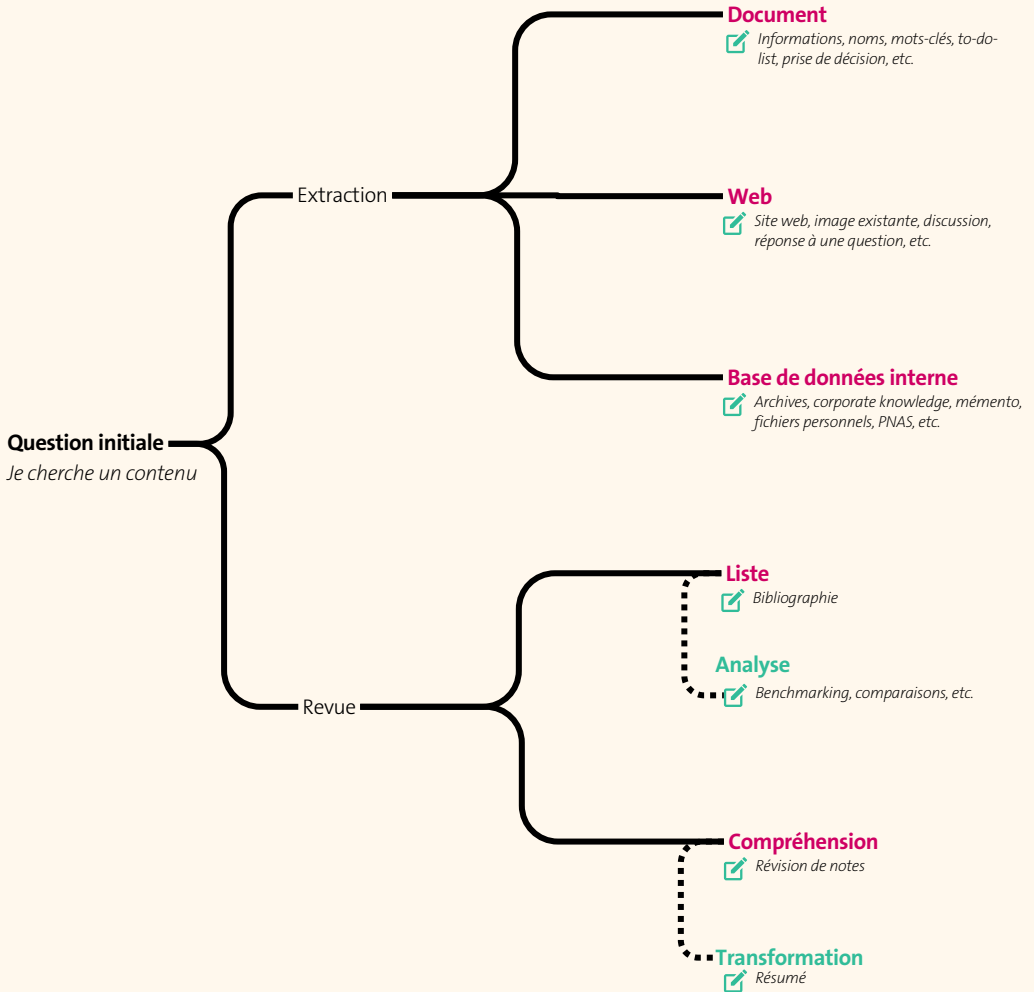 Document
Informations, noms, mots-clés, to-do-
list, prise de décision, etc.
Extraction
Web
Site web, image existante, discussion,
réponse à une question, etc.
Base de données interne
Archives, corporate knowledge, mémento,
fichiers personnels, PNAS, etc.
Question initiale
Je cherche un contenu
Liste
Bibliographie
Analyse
Benchmarking, comparaisons, etc.
Revue
Compréhension
Révision de notes
Transformation
Résumé